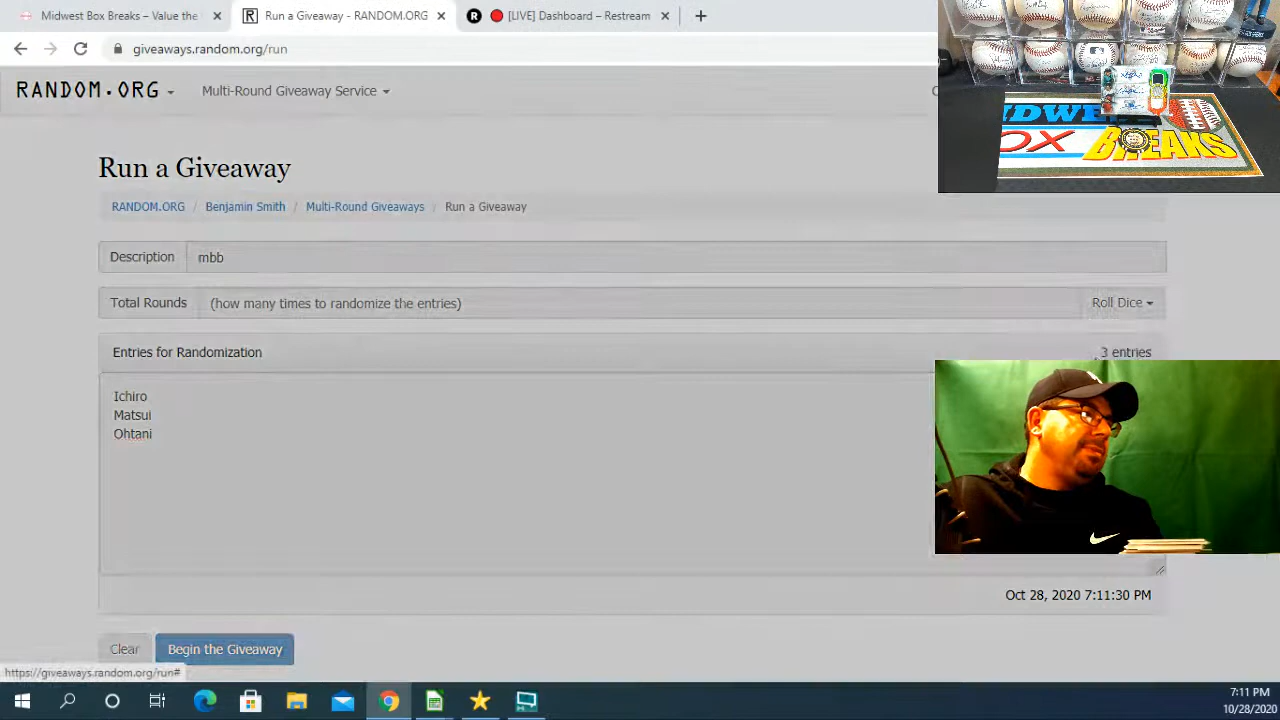 Midwest Box Breaks – Value the
Run a Giveaway - RANDOM.ORG
[LIVE] Dashboard – Restream
giveaways.random.org/run
RANDOM.ORG
Multi-Round Giveaway Service
Run a Giveaway
RANDOM.ORG / Benjamin Smith / Multi-Round Giveaways / Run a Giveaway
Description mbb
Total Rounds (how many times to randomize the entries) Roll Dice
Entries for Randomization 3 entries
Ichiro
Matsui
Ohtani
Oct 28, 2020 7:11:30 PM
Clear Begin the Giveaway
https://giveaways.random.org/run#
7:11 PM
10/28/2020
IDWE
OX BREAKS